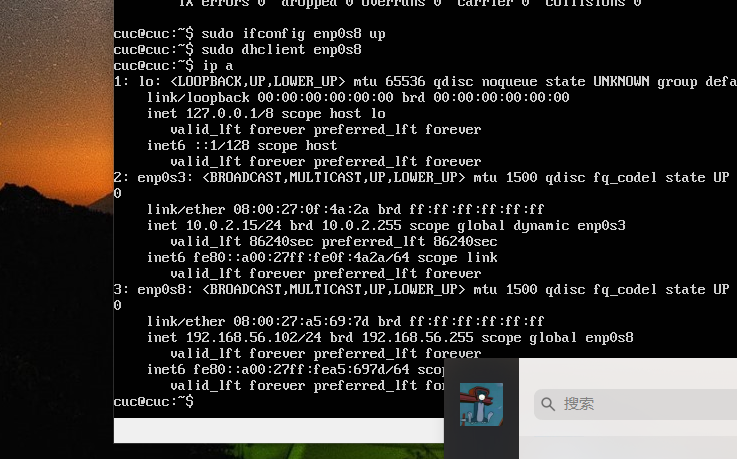 TX errors 0 dropped 0 overruns 0 carrier 0 collisions 0
cuc@cuc:~$ sudo ifconfig enp0s8 up
cuc@cuc:~$ sudo dhclient enp0s8
cuc@cuc:~$ ip a
1: lo: <LOOPBACK,UP,LOWER_UP> mtu 65536 qdisc noqueue state UNKNOWN group defa
link/loopback 00:00:00:00:00:00 brd 00:00:00:00:00:00
inet 127.0.0.1/8 scope host lo
valid_lft forever preferred_lft forever
inet6 ::1/128 scope host
valid_lft forever preferred_lft forever
2: enp0s3: <BROADCAST,MULTICAST,UP,LOWER_UP> mtu 1500 qdisc fq_codel state UP
0
link/ether 08:00:27:0f:4a:2a brd ff:ff:ff:ff:ff:ff
inet 10.0.2.15/24 brd 10.0.2.255 scope global dynamic enp0s3
valid_lft 86240sec preferred_lft 86240sec
inet6 fe80::a00:27ff:fe0f:4a2a/64 scope link
valid_lft forever preferred_lft forever
3: enp0s8: <BROADCAST,MULTICAST,UP,LOWER_UP> mtu 1500 qdisc fq_codel state UP
0
link/ether 08:00:27:a5:69:7d brd ff:ff:ff:ff:ff:ff
inet 192.168.56.102/24 brd 192.168.56.255 scope global enp0s8
valid_lft forever preferred_lft forever
inet6 fe80::a00:27ff:fea5:697d/64 scop
valid_lft forever preferred_lft for
cuc@cuc:~$
搜索